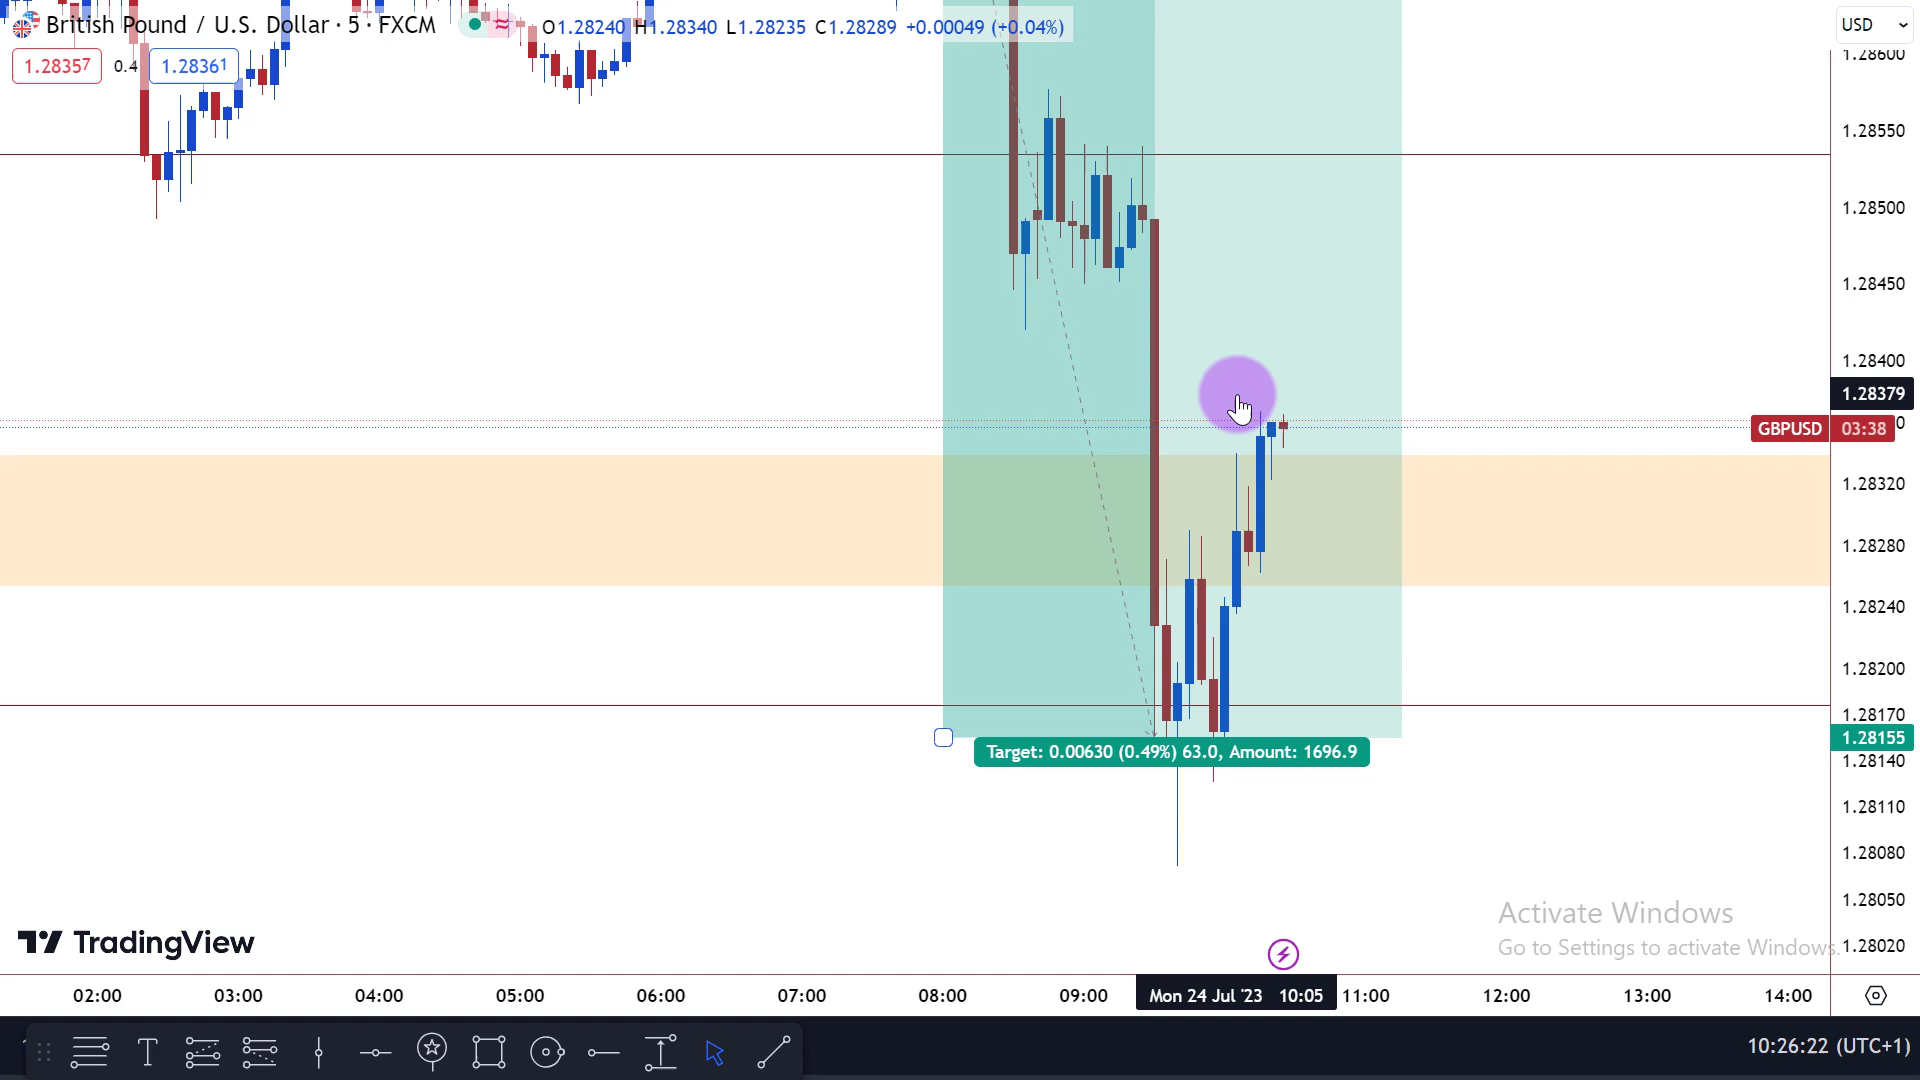 British Pound / U.S. Dollar · 5 · FXCM
O1.28240 H1.28340 L1.28235 C1.28289 +0.00049 (+0.04%)
USD
1.28357 0.4 1.28361
1.28600
1.28550
1.28500
1.28450
1.28400
1.28379
GBPUSD 03:38
1.28320
1.28280
1.28240
1.28200
1.28170
1.28155
Target: 0.00630 (0.49%) 63.0, Amount: 1696.9
1.28140
1.28110
1.28080
1.28050
1.28020
Activate Windows
Go to Settings to activate Windows.
TradingView
02:00 03:00 04:00 05:00 06:00 07:00 08:00 09:00 Mon 24 Jul '23 10:05 11:00 12:00 13:00 14:00
T
10:26:22 (UTC+1)